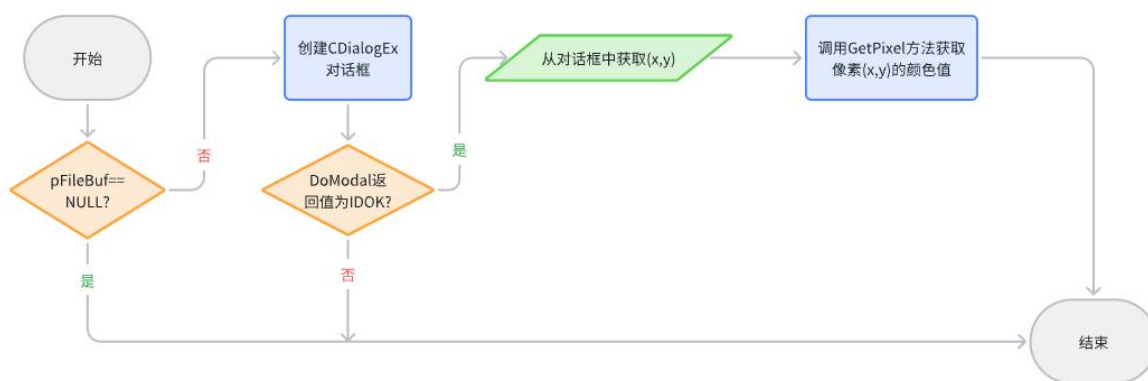 开始
pFileBuf==
NULL?
是
否
创建CDialogEx
对话框
DoModal返
回值为IDOK?
否
是
从对话框中获取(x,y)
调用GetPixel方法获取
像素(x,y)的颜色值
结束